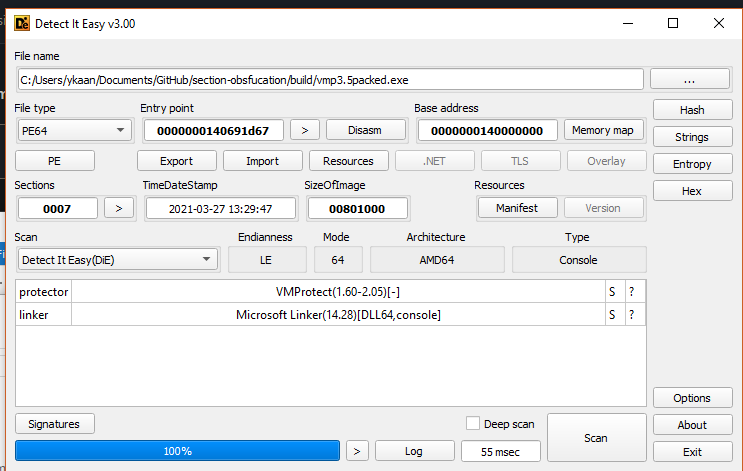 Detect It Easy v3.00
File name
C:/Users/ykaan/Documents/GitHub/section-obsfucation/build/vmp3.5packed.exe ...
File type Entry point Base address
PE64 0000000140691d67 > Disasm 0000000140000000 Memory map Hash
Strings
PE Export Import Resources .NET TLS Overlay Entropy
Sections TimeDateStamp SizeOfImage Resources Hex
0007 > 2021-03-27 13:29:47 00801000 Manifest Version
Scan Endianness Mode Architecture Type
Detect It Easy(DiE) LE 64 AMD64 Console
protector VMProtect(1.60-2.05)[-] S ?
linker Microsoft Linker(14.28)[DLL64,console] S ?
Options
Signatures Deep scan Scan About
100% > Log 55 msec Exit